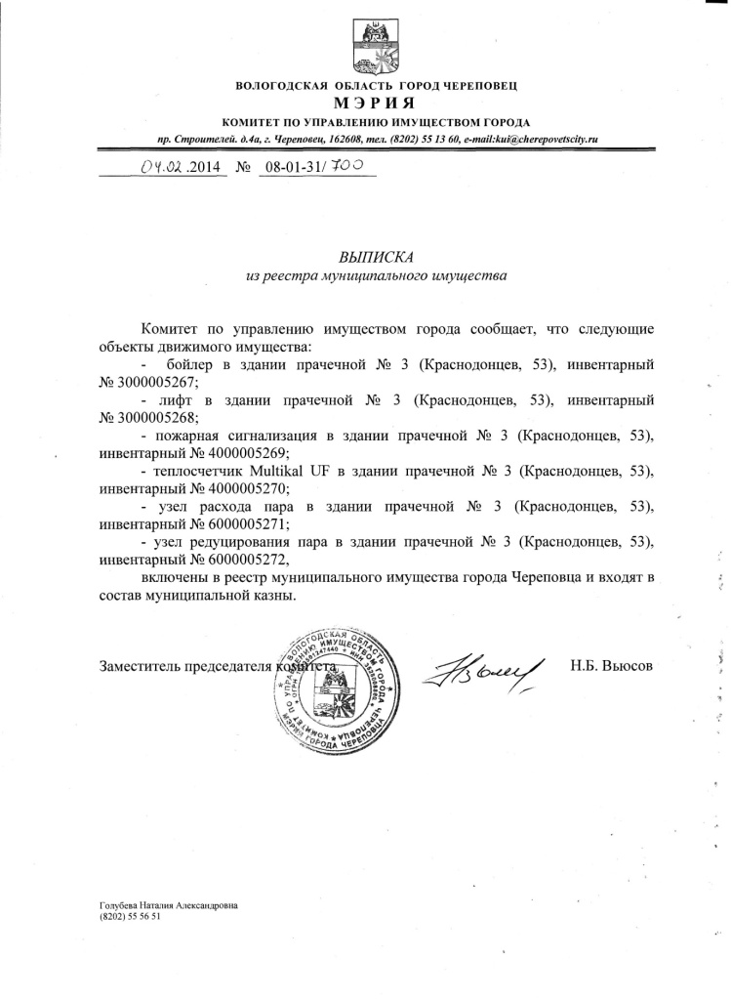 ВОЛОГОДСКАЯ ОБЛАСТЬ ГОРОД ЧЕРЕПОВЕЦ
МЭРИЯ
КОМИТЕТ ПО УПРАВЛЕНИЮ ИМУЩЕСТВОМ ГОРОДА
пр. Строителей. д.4а, г. Череповец, 162608, тел. (8202) 55 13 60, e-mail:kui@cherepovetscity.ru
04.02.2014 № 08-01-31/700
ВЫПИСКА
из реестра муниципального имущества
Комитет по управлению имуществом города сообщает, что следующие
объекты движимого имущества:
- бойлер в здании прачечной № 3 (Краснодонцев, 53), инвентарный
№ 3000005267;
- лифт в здании прачечной № 3 (Краснодонцев, 53), инвентарный
№ 3000005268;
- пожарная сигнализация в здании прачечной № 3 (Краснодонцев, 53),
инвентарный № 4000005269;
- теплосчетчик Multikal UF в здании прачечной № 3 (Краснодонцев, 53),
инвентарный № 4000005270;
- узел расхода пара в здании прачечной № 3 (Краснодонцев, 53),
инвентарный № 6000005271;
- узел редуцирования пара в здании прачечной № 3 (Краснодонцев, 53),
инвентарный № 6000005272,
включены в реестр муниципального имущества города Череповца и входят в
состав муниципальной казны.
Заместитель председателя комитета Н.Б. Вьюсов
ВОЛОГОДСКАЯ ОБЛАСТЬ
МЭРИЯ ГОРОДА ЧЕРЕПОВЦА
КОМИТЕТ ПО УПРАВЛЕНИЮ ИМУЩЕСТВОМ ГОРОДА ЧЕРЕПОВЦА
ОГРН ИНН
Голубева Наталия Александровна
(8202) 55 56 51